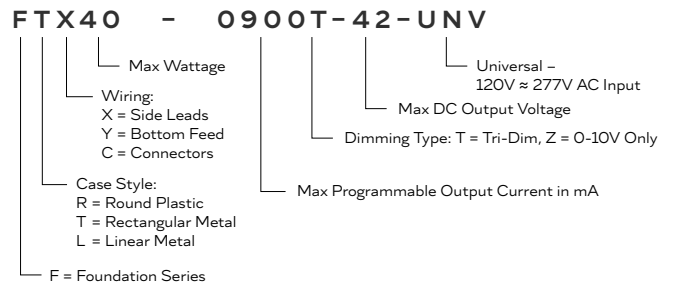 FTX40 - 0900T-42-UNV
Max Wattage
Universal –
120V ≈ 277V AC Input
Wiring:
X = Side Leads
Y = Bottom Feed
C = Connectors
Max DC Output Voltage
Dimming Type: T = Tri-Dim, Z = 0-10V Only
Case Style:
R = Round Plastic
T = Rectangular Metal
L = Linear Metal
Max Programmable Output Current in mA
F = Foundation Series